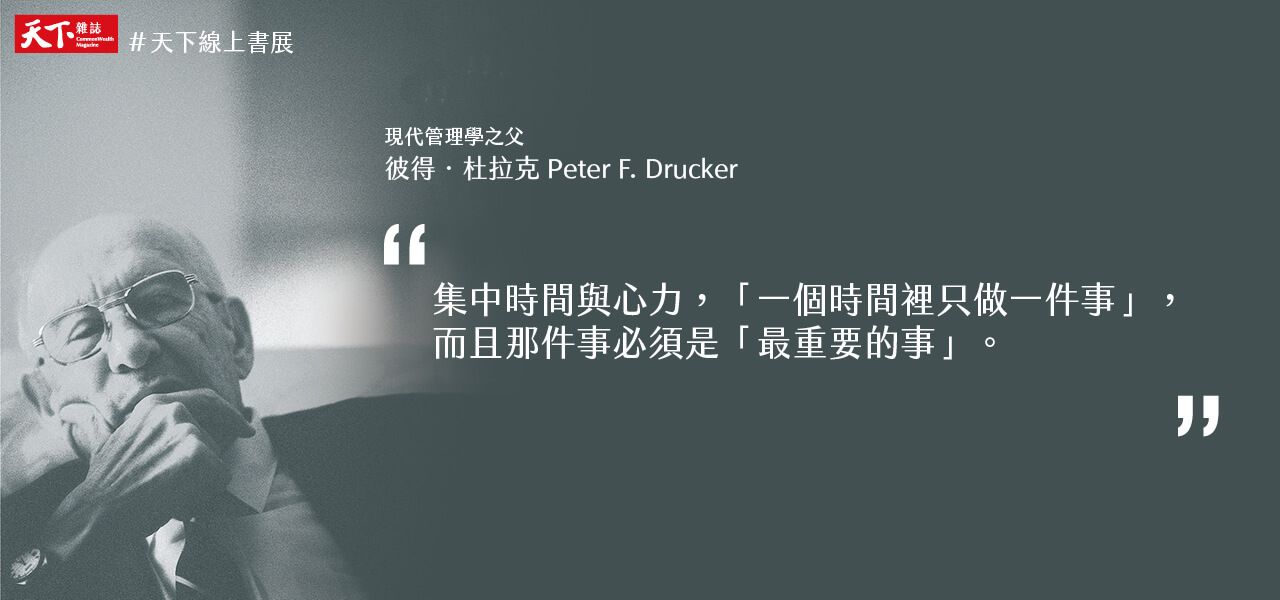 天下雜誌
CommonWealth
Magazine
#天下線上書展
現代管理學之父
彼得．杜拉克 Peter F. Drucker
“
集中時間與心力，「一個時間裡只做一件事」，
而且那件事必須是「最重要的事」。
”